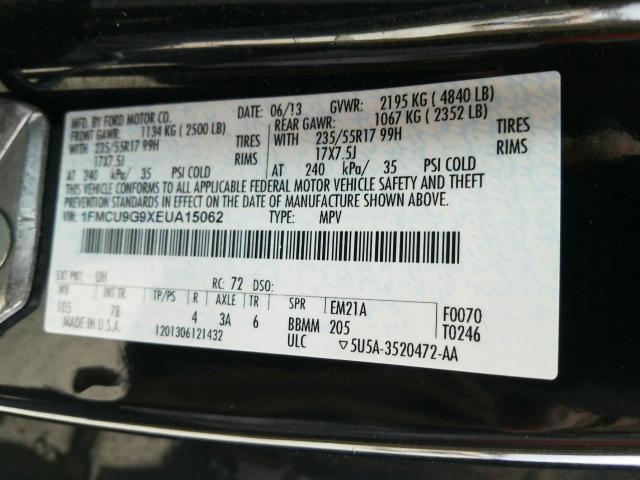 MFD. BY FORD MOTOR CO.
DATE: 06/13 GVWR: 2195 KG ( 4840 LB)
FRONT GAWR: 1134 KG ( 2500 LB)
REAR GAWR: 1067 KG ( 2352 LB)
235/55R17 99H TIRES
235/55R17 99H TIRES
17X7.5J RIMS
17X7.5J RIMS
AT 240 kPa/ 35 PSI COLD
AT 240 kPa/ 35 PSI COLD
THIS VEHICLE CONFORMS TO ALL APPLICABLE FEDERAL MOTOR VEHICLE SAFETY AND THEFT
PREVENTION STANDARDS IN EFFECT ON THE DATE OF MANUFACTURE SHOWN ABOVE.
VIN: 1FMCU9G9XEUA15062 TYPE: MPV
EXT PNT: UH RC: 72 DSO:
INT TR TP/PS R AXLE TR SPR EM21A F0070
105 7B 4 3A 6 BBMM 205 T0246
MADE IN U.S.A. 1201306121432 ULC ▽5U5A-3520472-AA